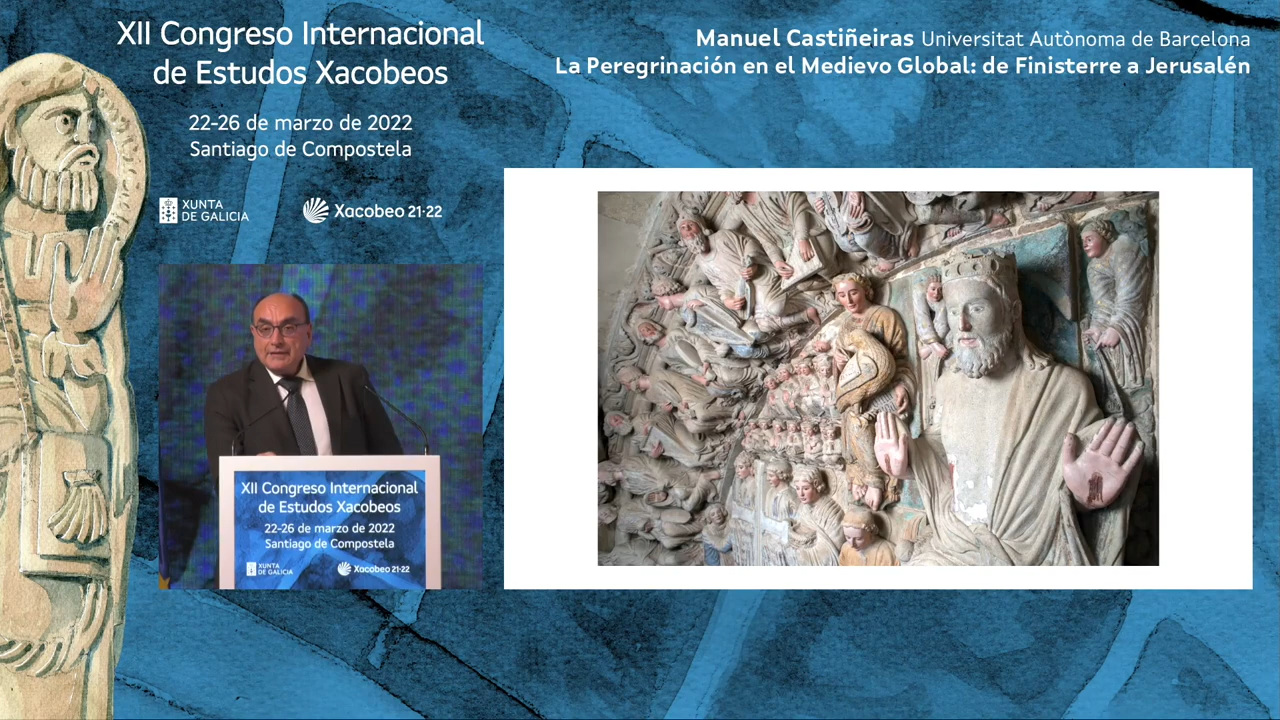 XII Congreso Internacional
de Estudos Xacobeos
22-26 de marzo de 2022
Santiago de Compostela
XUNTA
DE GALICIA
Xacobeo 21·22
Manuel Castiñeiras Universitat Autònoma de Barcelona
La Peregrinación en el Medievo Global: de Finisterre a Jerusalén
XII Congreso Internacional
de Estudos Xacobeos
22-26 de marzo de 2022
Santiago de Compostela
XUNTA
DE GALICIA
Xacobeo 21·22